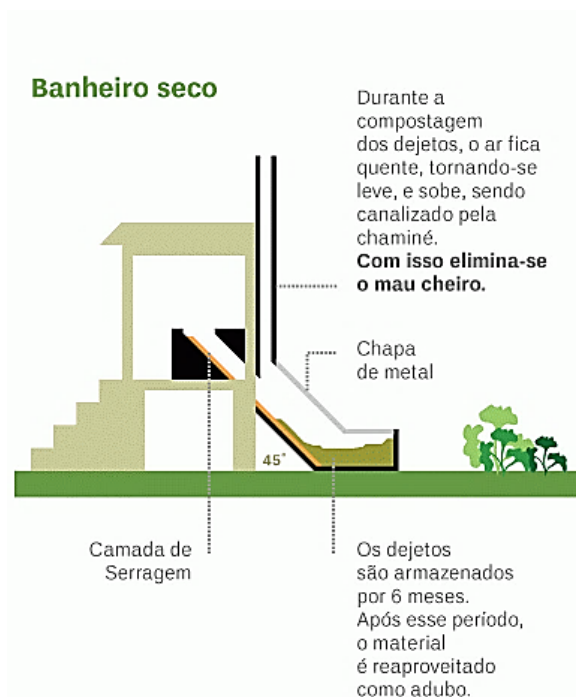 Banheiro seco
Durante a
compostagem
dos dejetos, o ar fica
quente, tornando-se
leve, e sobe, sendo
canalizado pela
chaminé.
Com isso elimina-se
o mau cheiro.
Chapa
de metal
45°
Camada de
Serragem
Os dejetos
são armazenados
por 6 meses.
Após esse período,
o material
é reaproveitado
como adubo.